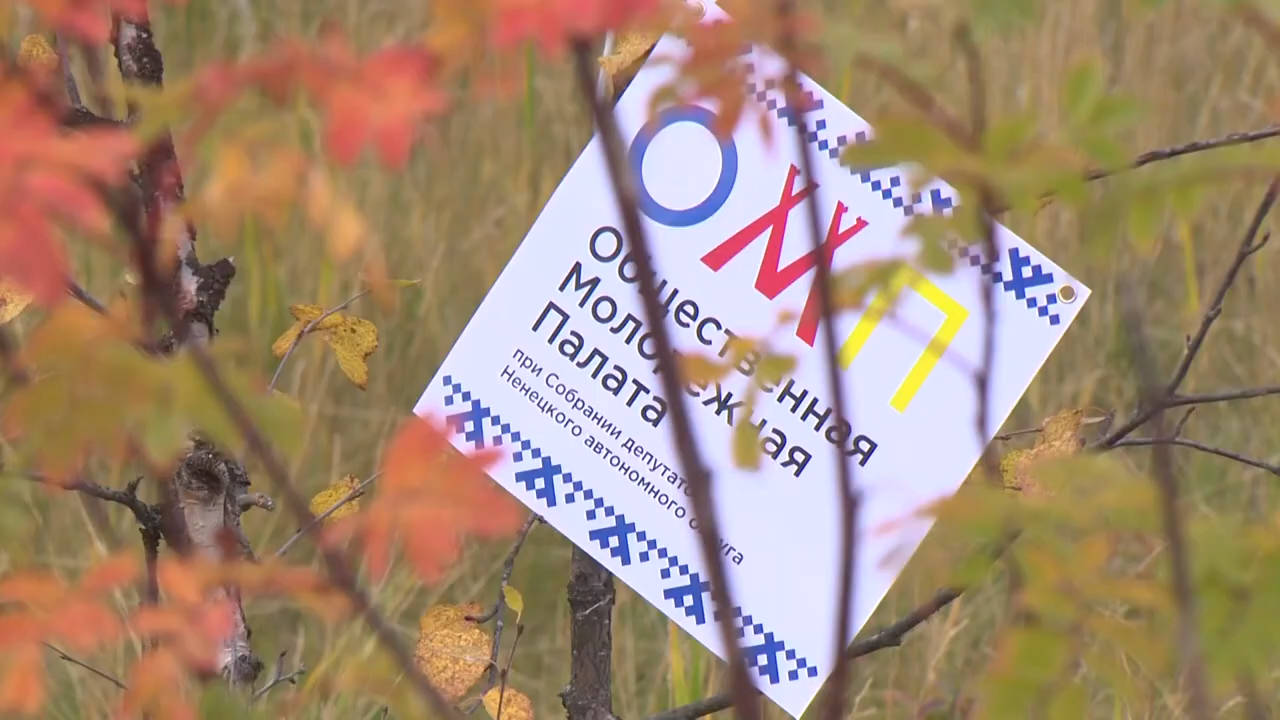 ОМП
Общественная
Молодежная
Палата
при Собрании депутатов
Ненецкого автономного округа